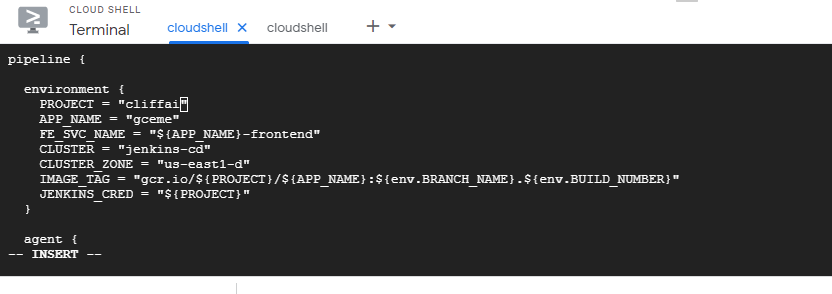 CLOUD SHELL
Terminal
cloudshell
cloudshell
pipeline {
environment {
PROJECT = "cliffai"
APP_NAME = "gceme"
FE_SVC_NAME = "${APP_NAME}-frontend"
CLUSTER = "jenkins-cd"
CLUSTER_ZONE = "us-east1-d"
IMAGE_TAG = "gcr.io/${PROJECT}/${APP_NAME}:${env.BRANCH_NAME}.${env.BUILD_NUMBER}"
JENKINS_CRED = "${PROJECT}"
}
agent {
-- INSERT --